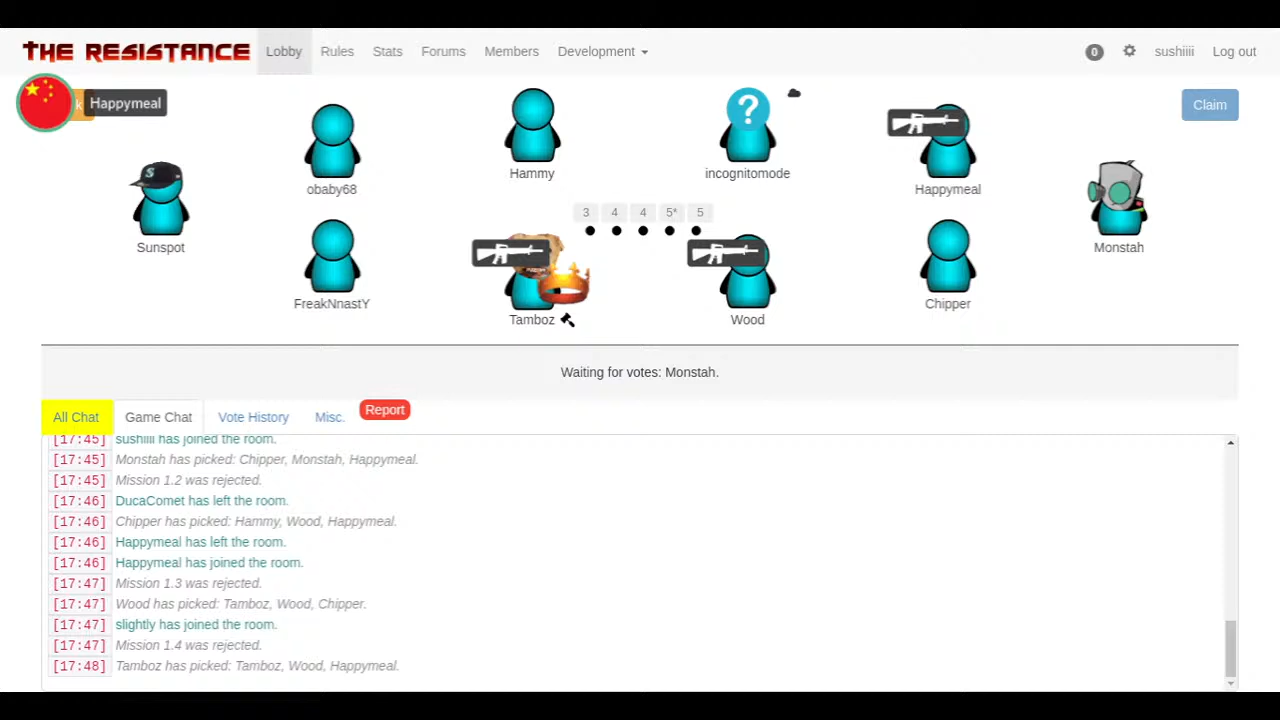 THE RESISTANCE Lobby Rules Stats Forums Members Development 0 sushiiii Log out
k Happymeal
Claim
?
Hammy incognitomode
obaby68 Happymeal
3 4 4 5* 5
Sunspot Monstah
FreakNnastY Chipper
Tamboz Wood
Waiting for votes: Monstah.
All Chat Game Chat Vote History Misc. Report
[17:45] sushiiii has joined the room.
[17:45] Monstah has picked: Chipper, Monstah, Happymeal.
[17:45] Mission 1.2 was rejected.
[17:46] DucaComet has left the room.
[17:46] Chipper has picked: Hammy, Wood, Happymeal.
[17:46] Happymeal has left the room.
[17:46] Happymeal has joined the room.
[17:47] Mission 1.3 was rejected.
[17:47] Wood has picked: Tamboz, Wood, Chipper.
[17:47] slightly has joined the room.
[17:47] Mission 1.4 was rejected.
[17:48] Tamboz has picked: Tamboz, Wood, Happymeal.